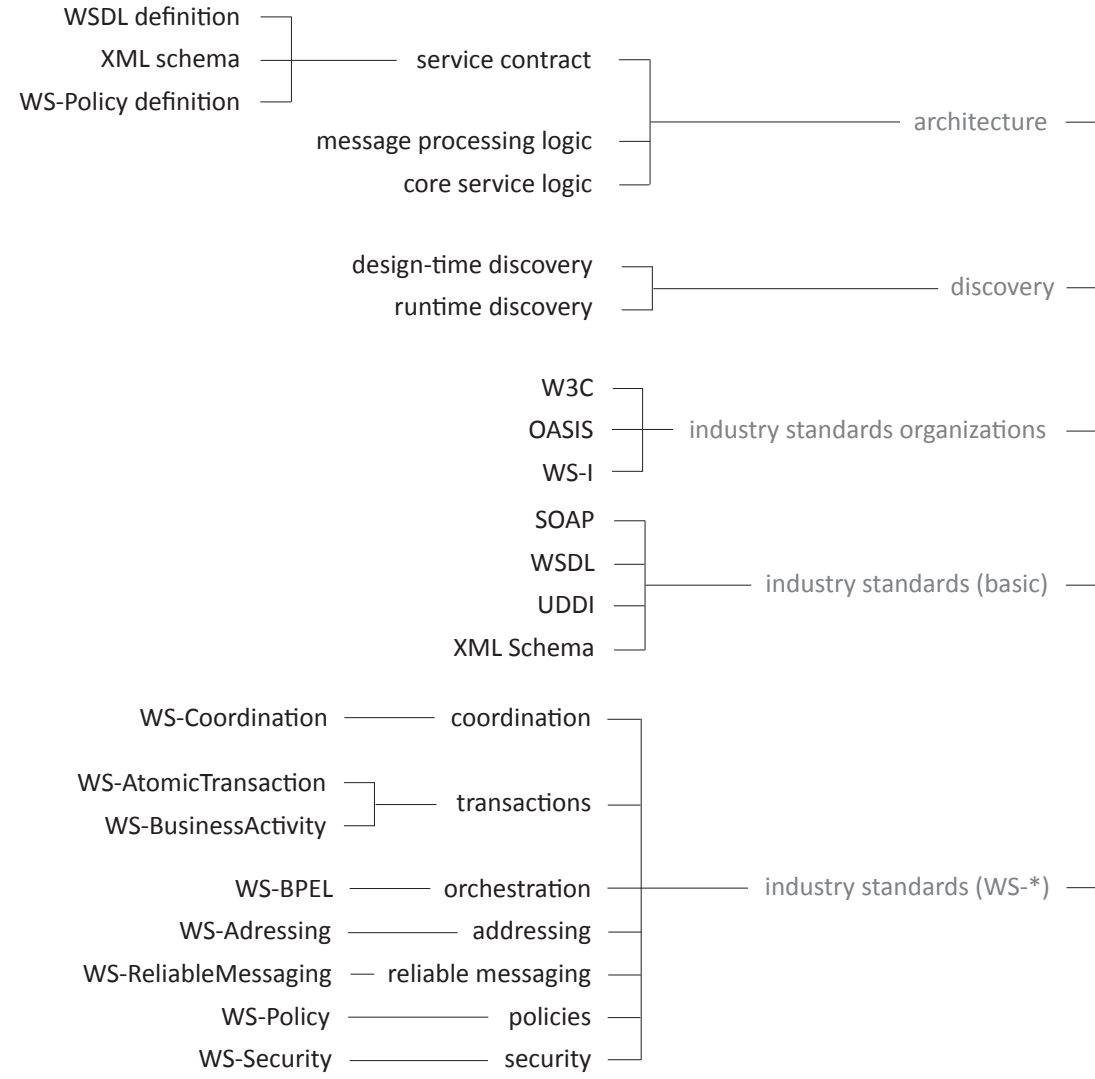 WSDL definition
XML schema
service contract
WS-Policy definition
architecture
message processing logic
core service logic
design-time discovery
discovery
runtime discovery
W3C
OASIS
industry standards organizations
WS-I
SOAP
WSDL
industry standards (basic)
UDDI
XML Schema
WS-Coordination
coordination
WS-AtomicTransaction
transactions
WS-BusinessActivity
WS-BPEL
orchestration
industry standards (WS-*)
WS-Adressing
addressing
WS-ReliableMessaging
reliable messaging
WS-Policy
policies
WS-Security
security